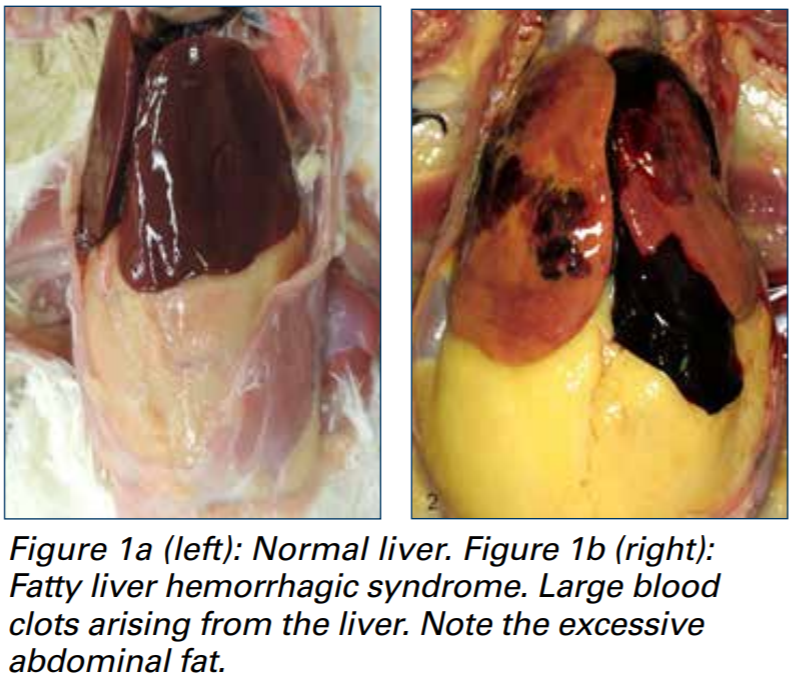 2
Figure 1a (left): Normal liver. Figure 1b (right):
Fatty liver hemorrhagic syndrome. Large blood
clots arising from the liver. Note the excessive
abdominal fat.